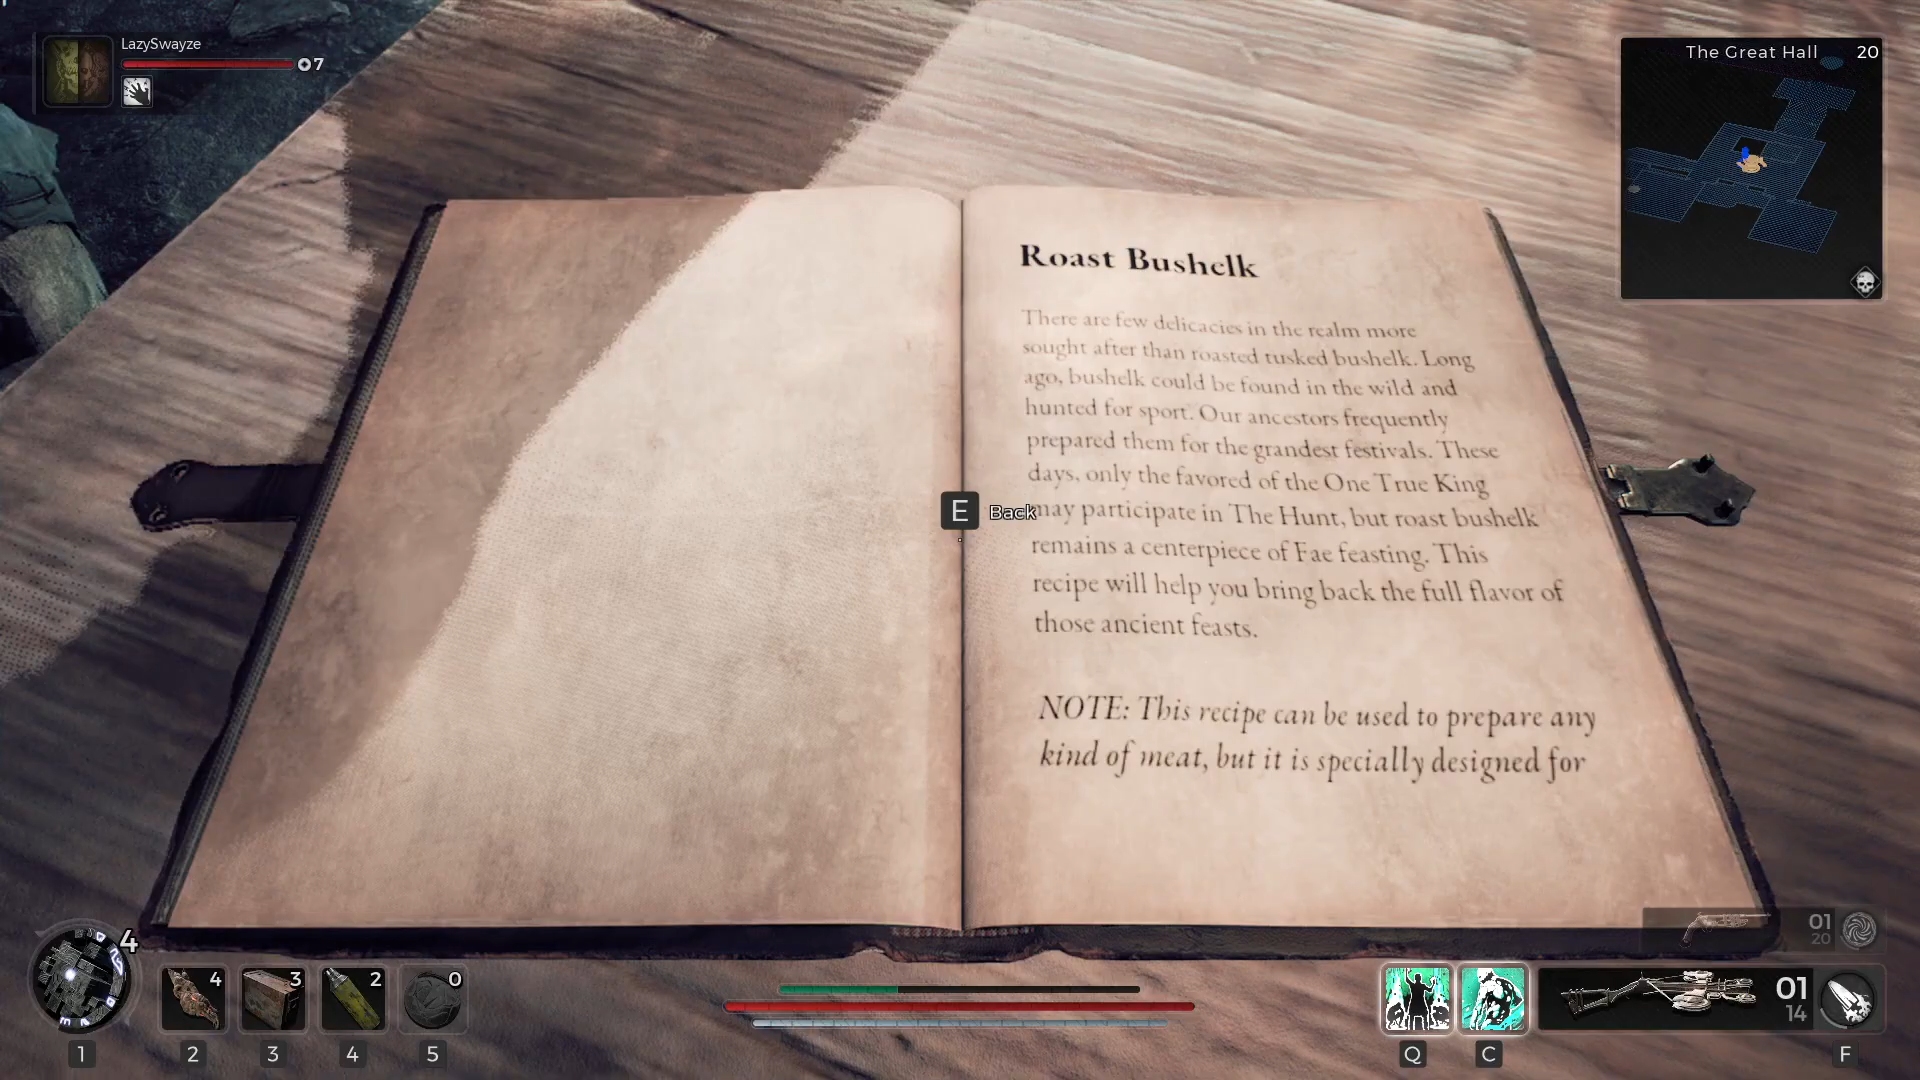 LazySwayze
7
The Great Hall 20
Roast Bushelk
There are few delicacies in the realm more
sought after than roasted tusked bushelk. Long
ago, bushelk could be found in the wild and
hunted for sport. Our ancestors frequently
prepared them for the grandest festivals. These
days, only the favored of the One True King
may participate in The Hunt, but roast bushelk
remains a centerpiece of Fae feasting. This
recipe will help you bring back the full flavor of
those ancient feasts.
NOTE: This recipe can be used to prepare any
kind of meat, but it is specially designed for
E Back
4
4 3 2 0
1 2 3 4 5
01
20
01
14
Q C F